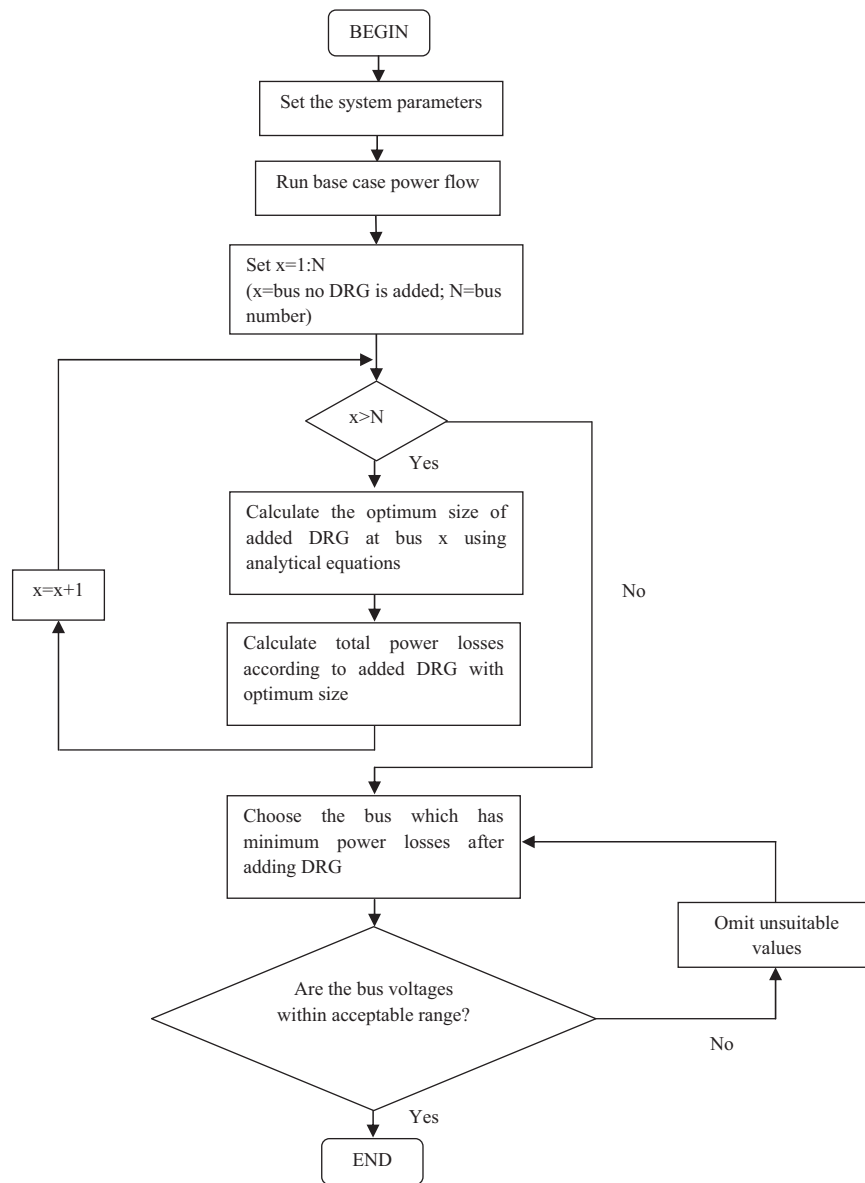 BEGIN
Set the system parameters
Run base case power flow
Set x=1:N
(x=bus no DRG is added; N=bus
number)
x>N
Yes
Calculate the optimum size of
added DRG at bus x using
analytical equations
x=x+1
No
Calculate total power losses
according to added DRG with
optimum size
Choose the bus which has
minimum power losses after
adding DRG
Omit unsuitable
values
Are the bus voltages
within acceptable range?
No
Yes
END